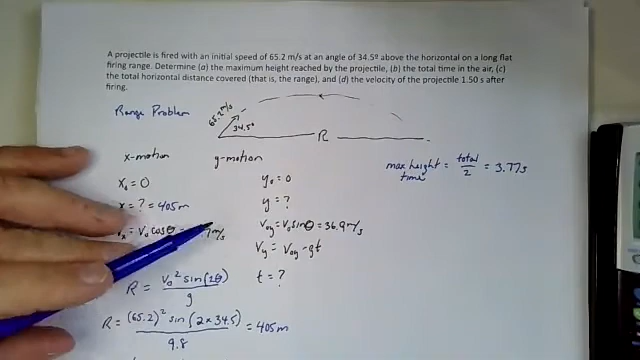 A projectile is fired with an initial speed of 65.2 m/s at an angle of 34.5º above the horizontal on a long flat
firing range. Determine (a) the maximum height reached by the projectile, (b) the total time in the air, (c)
the total horizontal distance covered (that is, the range), and (d) the velocity of the projectile 1.50 s after
firing.
Range Problem
65.2 m/s
34.5°
R
x-motion
y-motion
max height time = total/2 = 3.77s
x₀ = 0
y₀ = 0
x = ? = 405m
y = ?
Vₓ = V₀ cosθ = 7 m/s
V₀y = V₀ sinθ = 36.9 m/s
Vy = V₀y - gt
R = V₀² sin(2θ) / g
t = ?
R = (65.2)² sin(2 x 34.5) / 9.8 = 405m